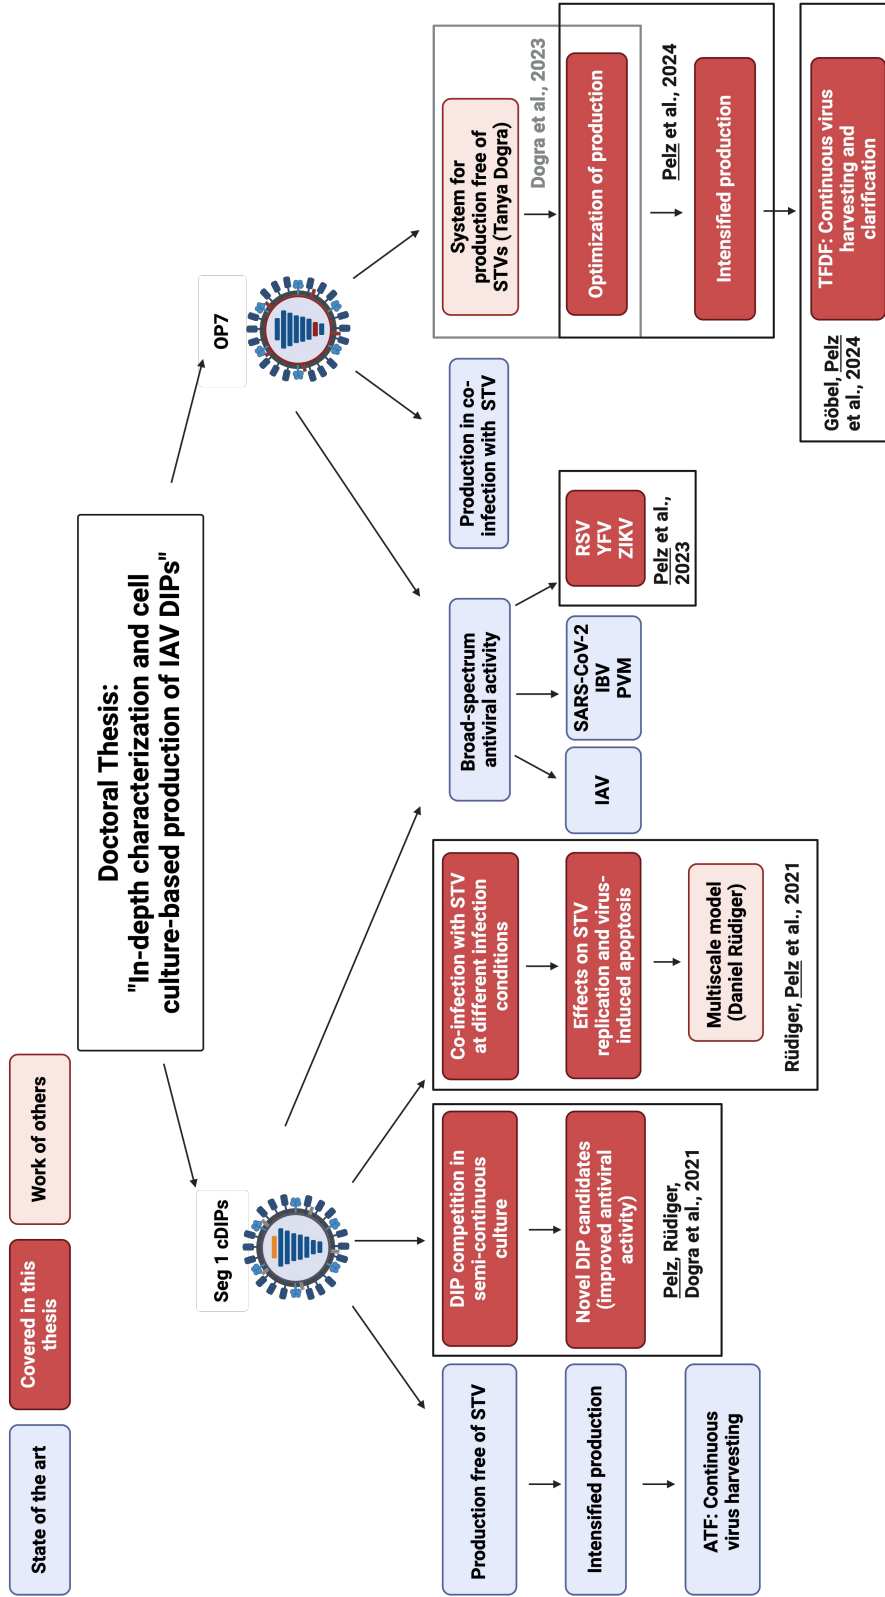 State of the art
Covered in this
thesis
Work of others
Doctoral Thesis:
"In-depth characterization and cell
culture-based production of IAV DIPs"
Seg 1 cDIPs
OP7
Production free of STV
Intensified production
ATF: Continuous
virus harvesting
DIP competition in
semi-continuous
culture
Novel DIP candidates
(improved antiviral
activity)
Pelz, Rüdiger,
Dogra et al., 2021
Co-infection with STV
at different infection
conditions
Effects on STV
replication and virus-
induced apoptosis
Multiscale model
(Daniel Rüdiger)
Rüdiger, Pelz et al., 2021
Broad-spectrum
antiviral activity
IAV
SARS-CoV-2
IBV
PVM
RSV
YFV
ZIKV
Pelz et al.,
2023
Production in co-
infection with STV
System for
production free of
STVs (Tanya Dogra)
Dogra et al., 2023
Optimization of production
Pelz et al., 2024
Intensified production
TFDF: Continuous virus
harvesting and
clarification
Göbel, Pelz
et al., 2024